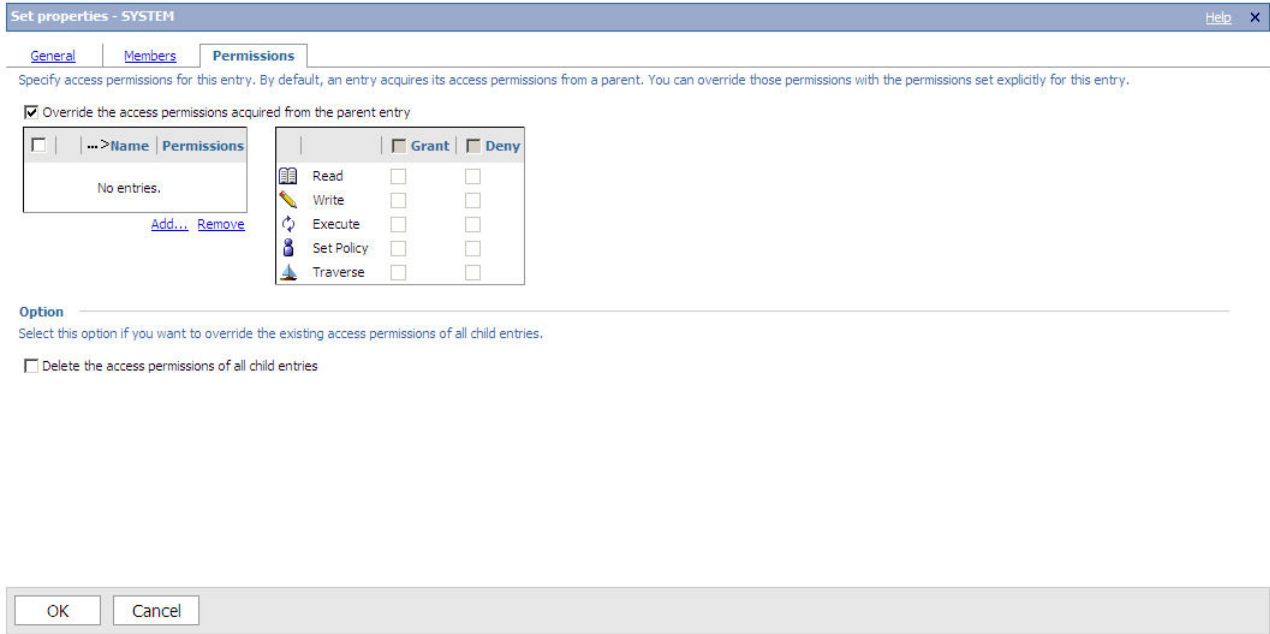 Set properties - SYSTEM Help X
General Members Permissions
Specify access permissions for this entry. By default, an entry acquires its access permissions from a parent. You can override those permissions with the permissions set explicitly for this entry.
Override the access permissions acquired from the parent entry
...>Name Permissions
No entries.
Add... Remove
Grant Deny
Read
Write
Execute
Set Policy
Traverse
Option
Select this option if you want to override the existing access permissions of all child entries.
Delete the access permissions of all child entries
OK Cancel